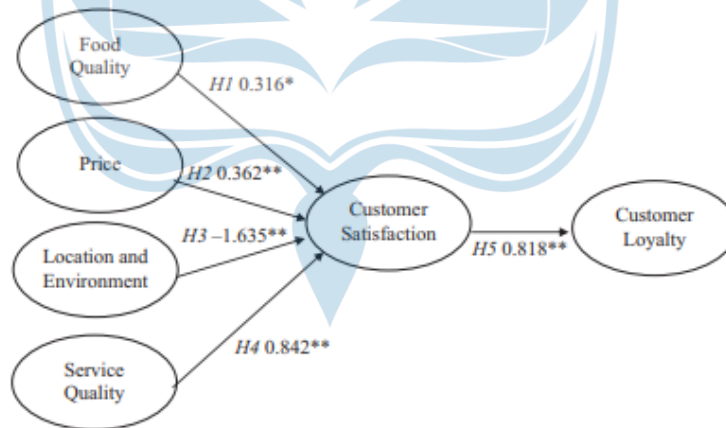 Food
Quality
H1 0.316*
Price
H2 0.362**
Customer
Satisfaction
Customer
Loyalty
H3 –1.635**
H5 0.818**
Location and
Environment
H4 0.842**
Service
Quality